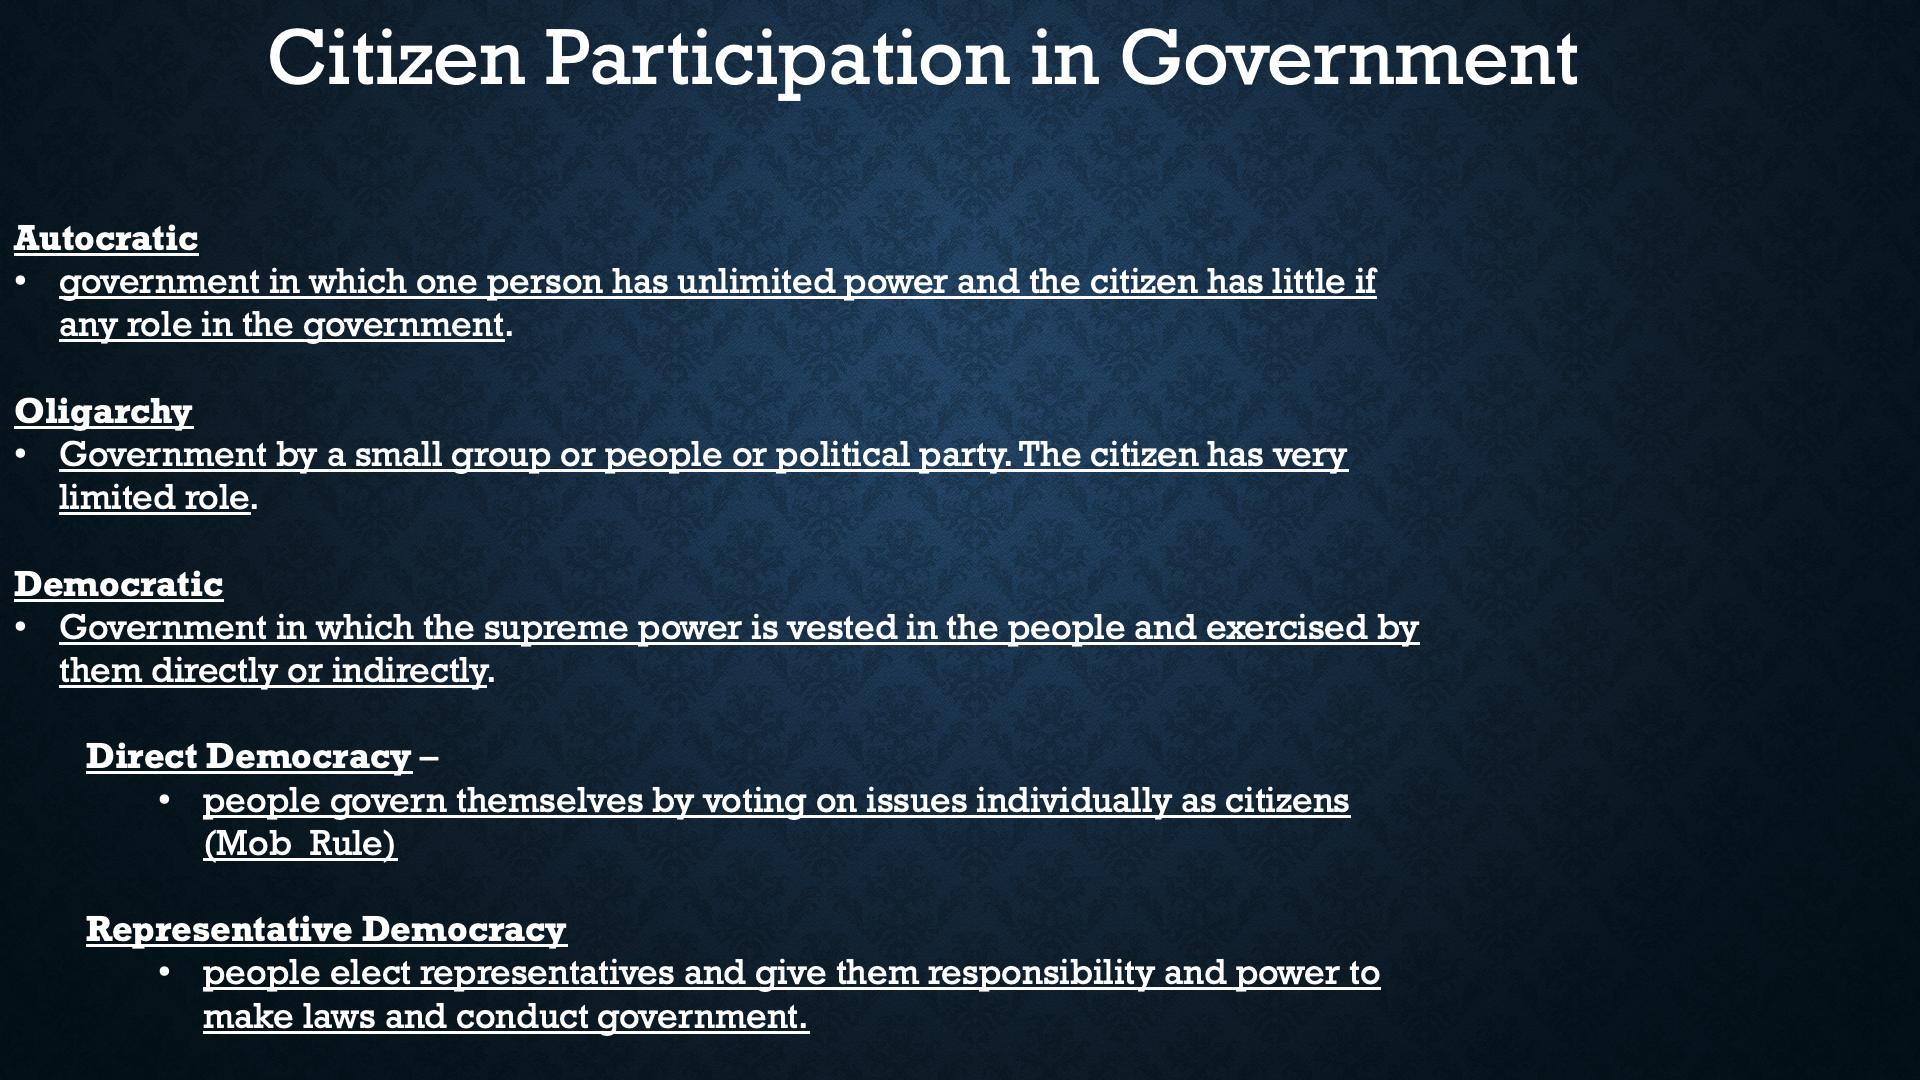 Citizen Participation in Government
Autocratic
• government in which one person has unlimited power and the citizen has little if
any role in the government.
Oligarchy
• Government by a small group or people or political party. The citizen has very
limited role.
Democratic
• Government in which the supreme power is vested in the people and exercised by
them directly or indirectly.
Direct Democracy –
• people govern themselves by voting on issues individually as citizens
(Mob  Rule)
Representative Democracy
• people elect representatives and give them responsibility and power to
make laws and conduct government.